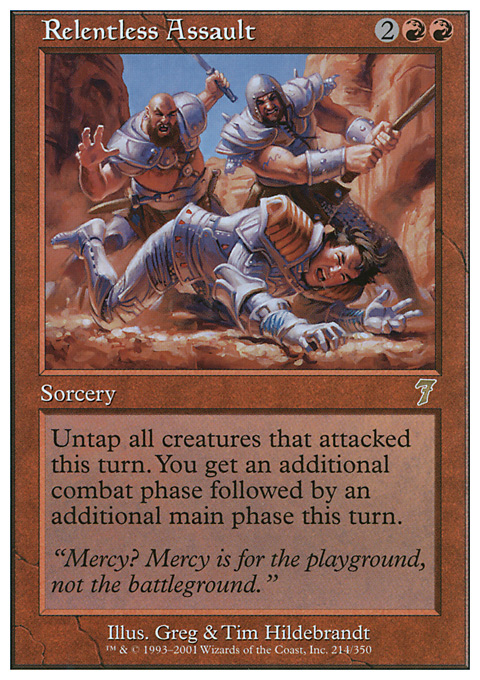 Relentless Assault 2
Sorcery 7
Untap all creatures that attacked
this turn. You get an additional
combat phase followed by an
additional main phase this turn.
“Mercy? Mercy is for the playground,
not the battleground.”
Illus. Greg & Tim Hildebrandt
™ & © 1993–2001 Wizards of the Coast, Inc. 214/350